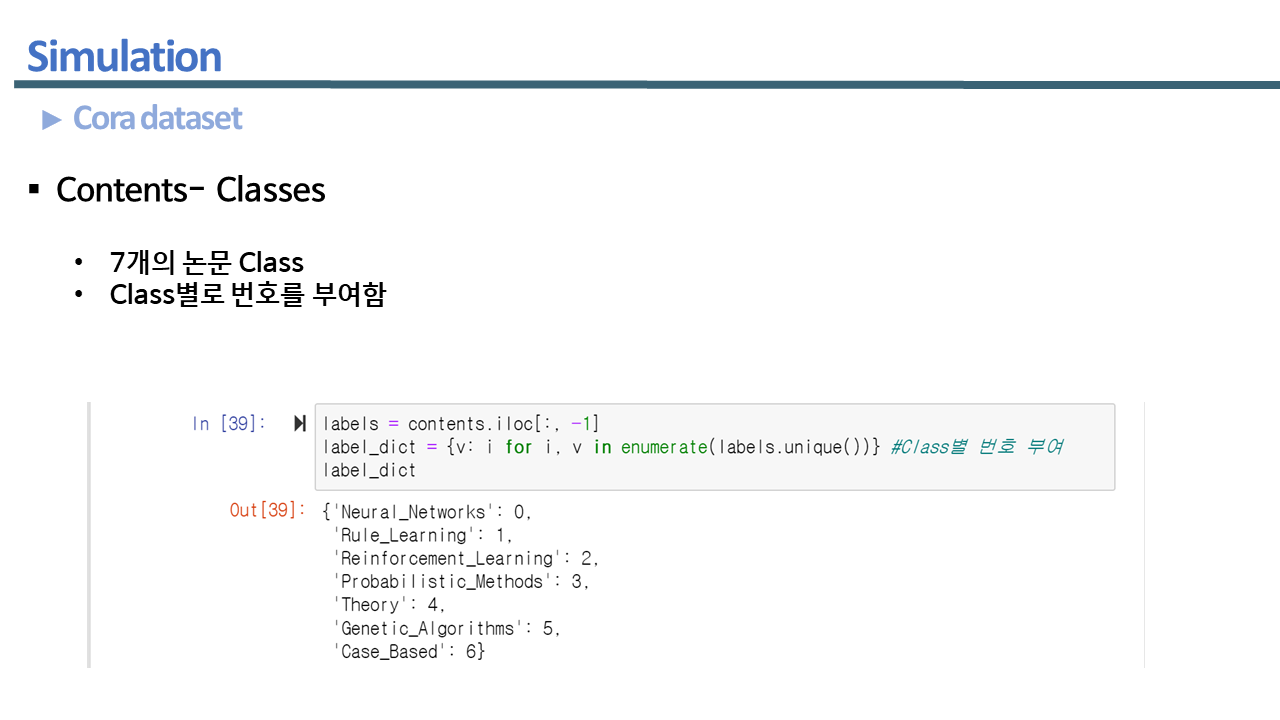 Simulation
► Cora dataset
▪ Contents- Classes
• 7개의 논문 Class
• Class별로 번호를 부여함
In [39]: labels = contents.iloc[:, -1]
label_dict = {v: i for i, v in enumerate(labels.unique())} #Class별 번호 부여
label_dict
Out[39]: {'Neural_Networks': 0,
'Rule_Learning': 1,
'Reinforcement_Learning': 2,
'Probabilistic_Methods': 3,
'Theory': 4,
'Genetic_Algorithms': 5,
'Case_Based': 6}